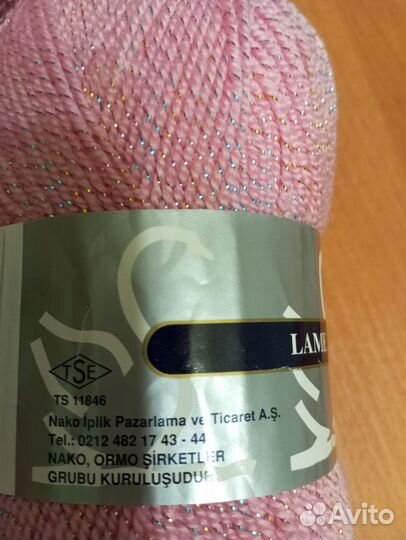 LAME
TSE
TS 11846
Nako İplik Pazarlama ve Ticaret A.Ş.
Tel.: 0212 482 17 43 - 44
NAKO, ORMO ŞİRKETLER
GRUBU KURULUŞUDUR
Avito